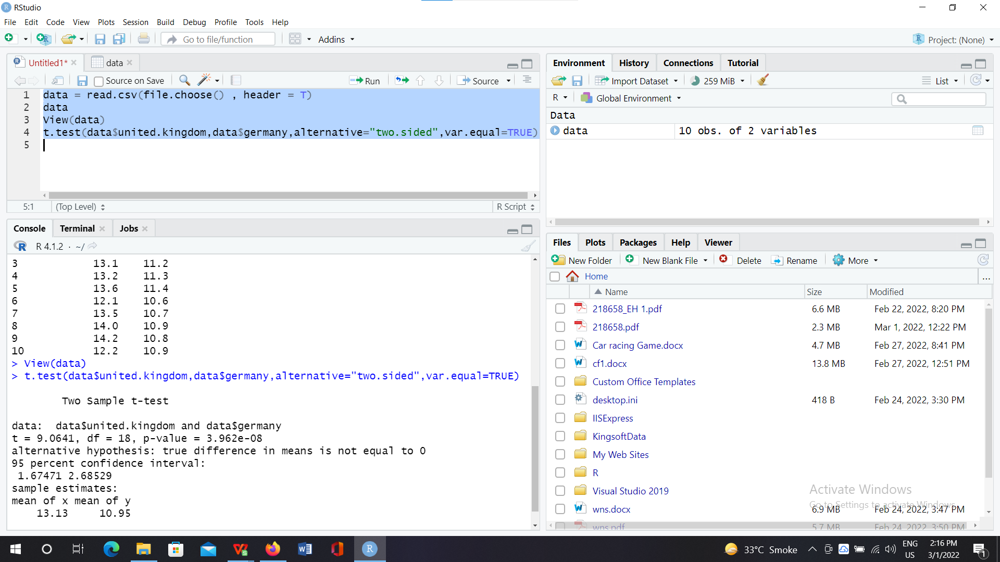 RStudio
File Edit Code View Plots Session Build Debug Profile Tools Help
Go to file/function Addins Project: (None)
Untitled1* data
Source on Save Run Source
1 data = read.csv(file.choose() , header = T)
2 data
3 View(data)
4 t.test(data$united.kingdom,data$germany,alternative="two.sided",var.equal=TRUE)
5
5:1 (Top Level) R Script
Console Terminal Jobs
R 4.1.2 · ~/
3 13.1 11.2
4 13.2 11.3
5 13.6 11.4
6 12.1 10.6
7 13.5 10.7
8 14.0 10.9
9 14.2 10.8
10 12.2 10.9
> View(data)
> t.test(data$united.kingdom,data$germany,alternative="two.sided",var.equal=TRUE)
Two Sample t-test
data: data$united.kingdom and data$germany
t = 9.0641, df = 18, p-value = 3.962e-08
alternative hypothesis: true difference in means is not equal to 0
95 percent confidence interval:
1.67471 2.68529
sample estimates:
mean of x mean of y
13.13 10.95
Environment History Connections Tutorial
Import Dataset 259 MiB List
R Global Environment
Data
data 10 obs. of 2 variables
Files Plots Packages Help Viewer
New Folder New Blank File Delete Rename More
Home ...
Name Size Modified
218658_EH 1.pdf 6.6 MB Feb 22, 2022, 8:20 PM
218658.pdf 2.3 MB Mar 1, 2022, 12:22 PM
Car racing Game.docx 4.7 MB Feb 27, 2022, 8:41 PM
cf1.docx 13.8 MB Feb 27, 2022, 12:51 PM
Custom Office Templates
desktop.ini 418 B Feb 24, 2022, 3:30 PM
IISExpress
KingsoftData
My Web Sites
R
Visual Studio 2019
Activate Windows
Go to Settings to activate Windows.
wns.docx 6.9 MB Feb 24, 2022, 3:47 PM
wns.pdf 5.7 MB Feb 24, 2022, 3:50 PM
33°C Smoke ENG US 2:16 PM 3/1/2022 1